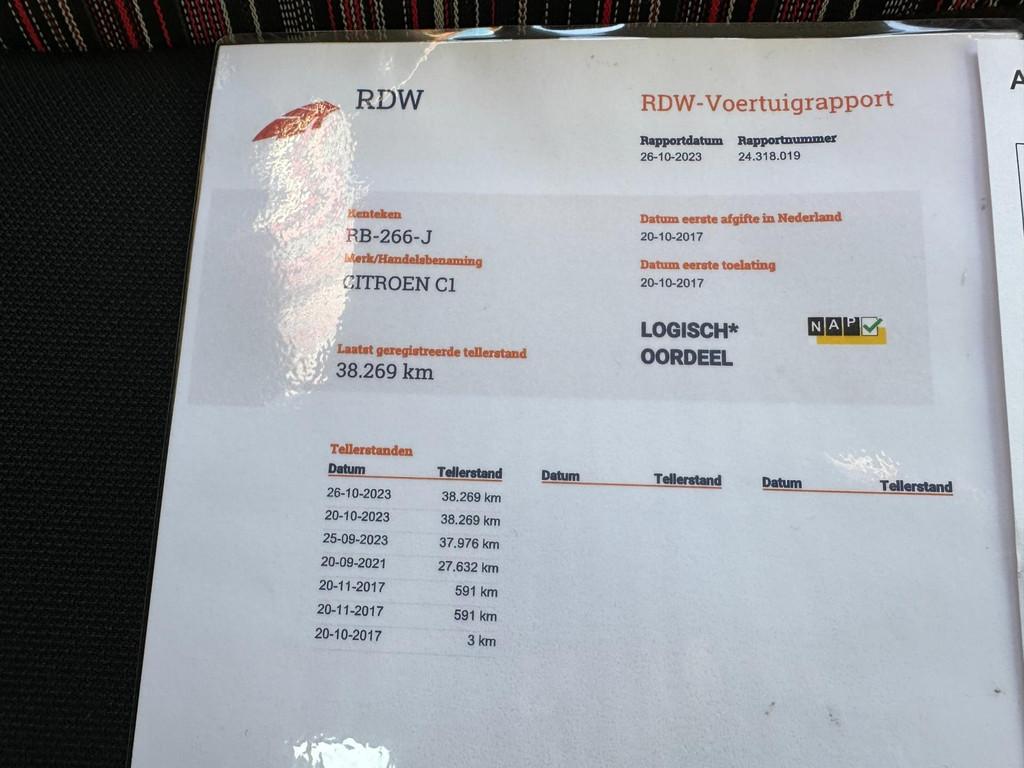 RDW
RDW-Voertuigrapport
Rapportdatum Rapportnummer
26-10-2023 24.318.019
Kenteken
RB-266-J
Merk/Handelsbenaming
CITROEN C1
Laatst geregistreerde tellerstand
38.269 km
Datum eerste afgifte in Nederland
20-10-2017
Datum eerste toelating
20-10-2017
LOGISCH*
OORDEEL
NAP
Tellerstanden
Datum Tellerstand Datum Tellerstand Datum Tellerstand
26-10-2023 38.269 km
20-10-2023 38.269 km
25-09-2023 37.976 km
20-09-2021 27.632 km
20-11-2017 591 km
20-11-2017 591 km
20-10-2017 3 km
A